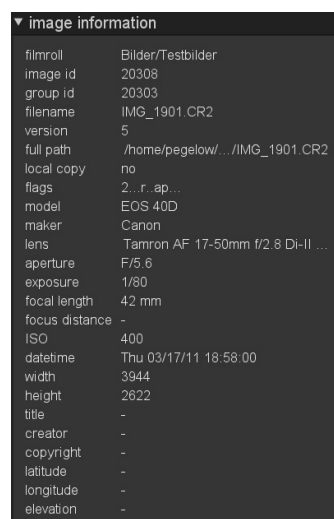 ▼ image information
filmroll Bilder/Testbilder
image id 20308
group id 20303
filename IMG_1901.CR2
version 5
full path /home/pegelow/.../IMG_1901.CR2
local copy no
flags 2...r..ap...
model EOS 40D
maker Canon
lens Tamron AF 17-50mm f/2.8 Di-II ...
aperture F/5.6
exposure 1/80
focal length 42 mm
focus distance -
ISO 400
datetime Thu 03/17/11 18:58:00
width 3944
height 2622
title -
creator -
copyright -
latitude -
longitude -
elevation -